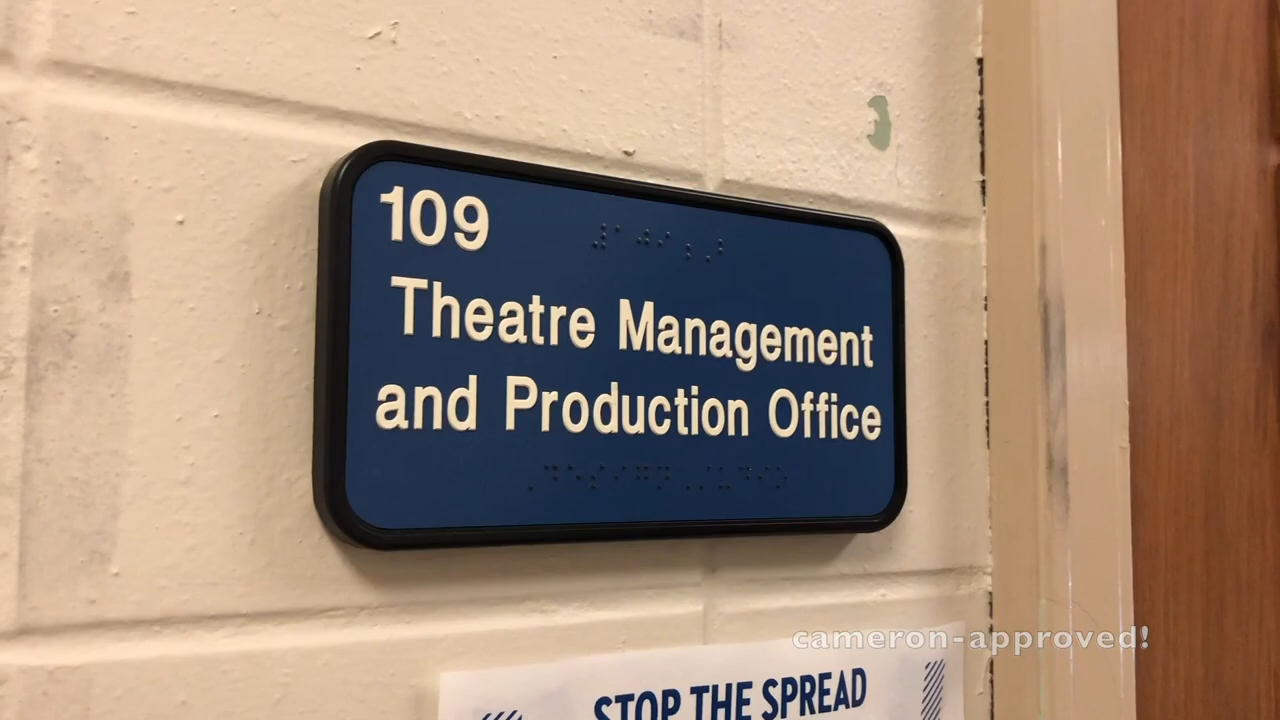 109
Theatre Management
and Production Office
cameron-approved!
STOP THE SPREAD